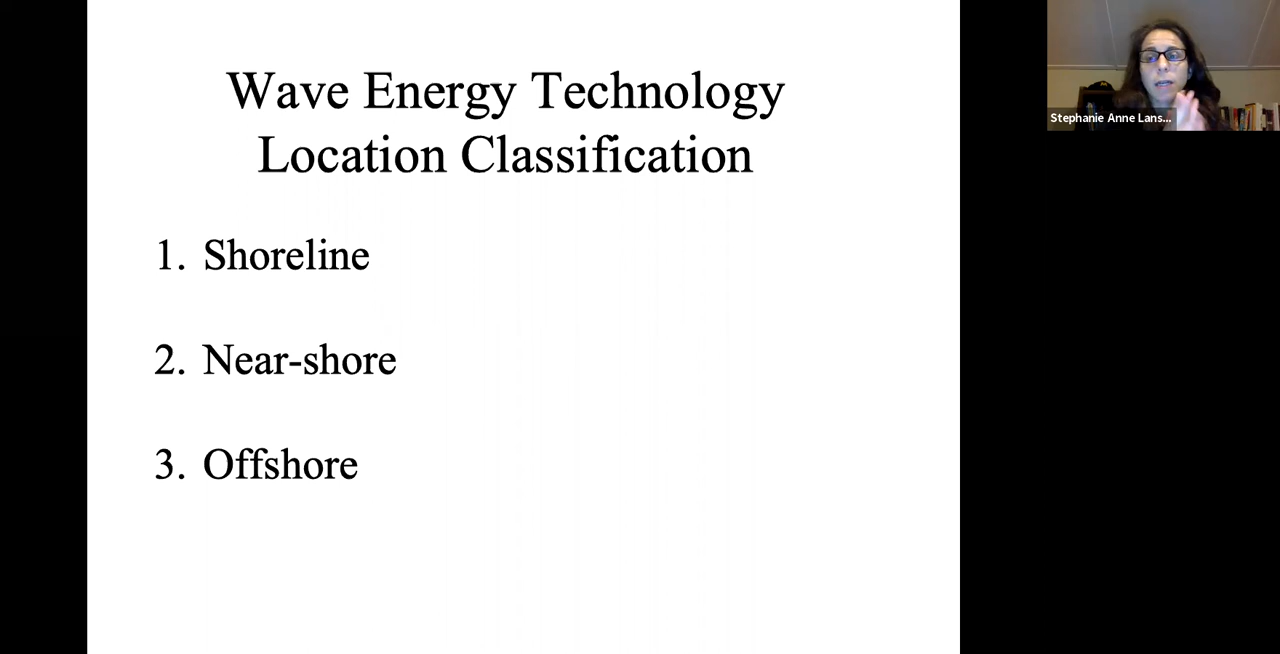 Wave Energy Technology
Location Classification
1. Shoreline
2. Near-shore
3. Offshore
Stephanie Anne Lans...